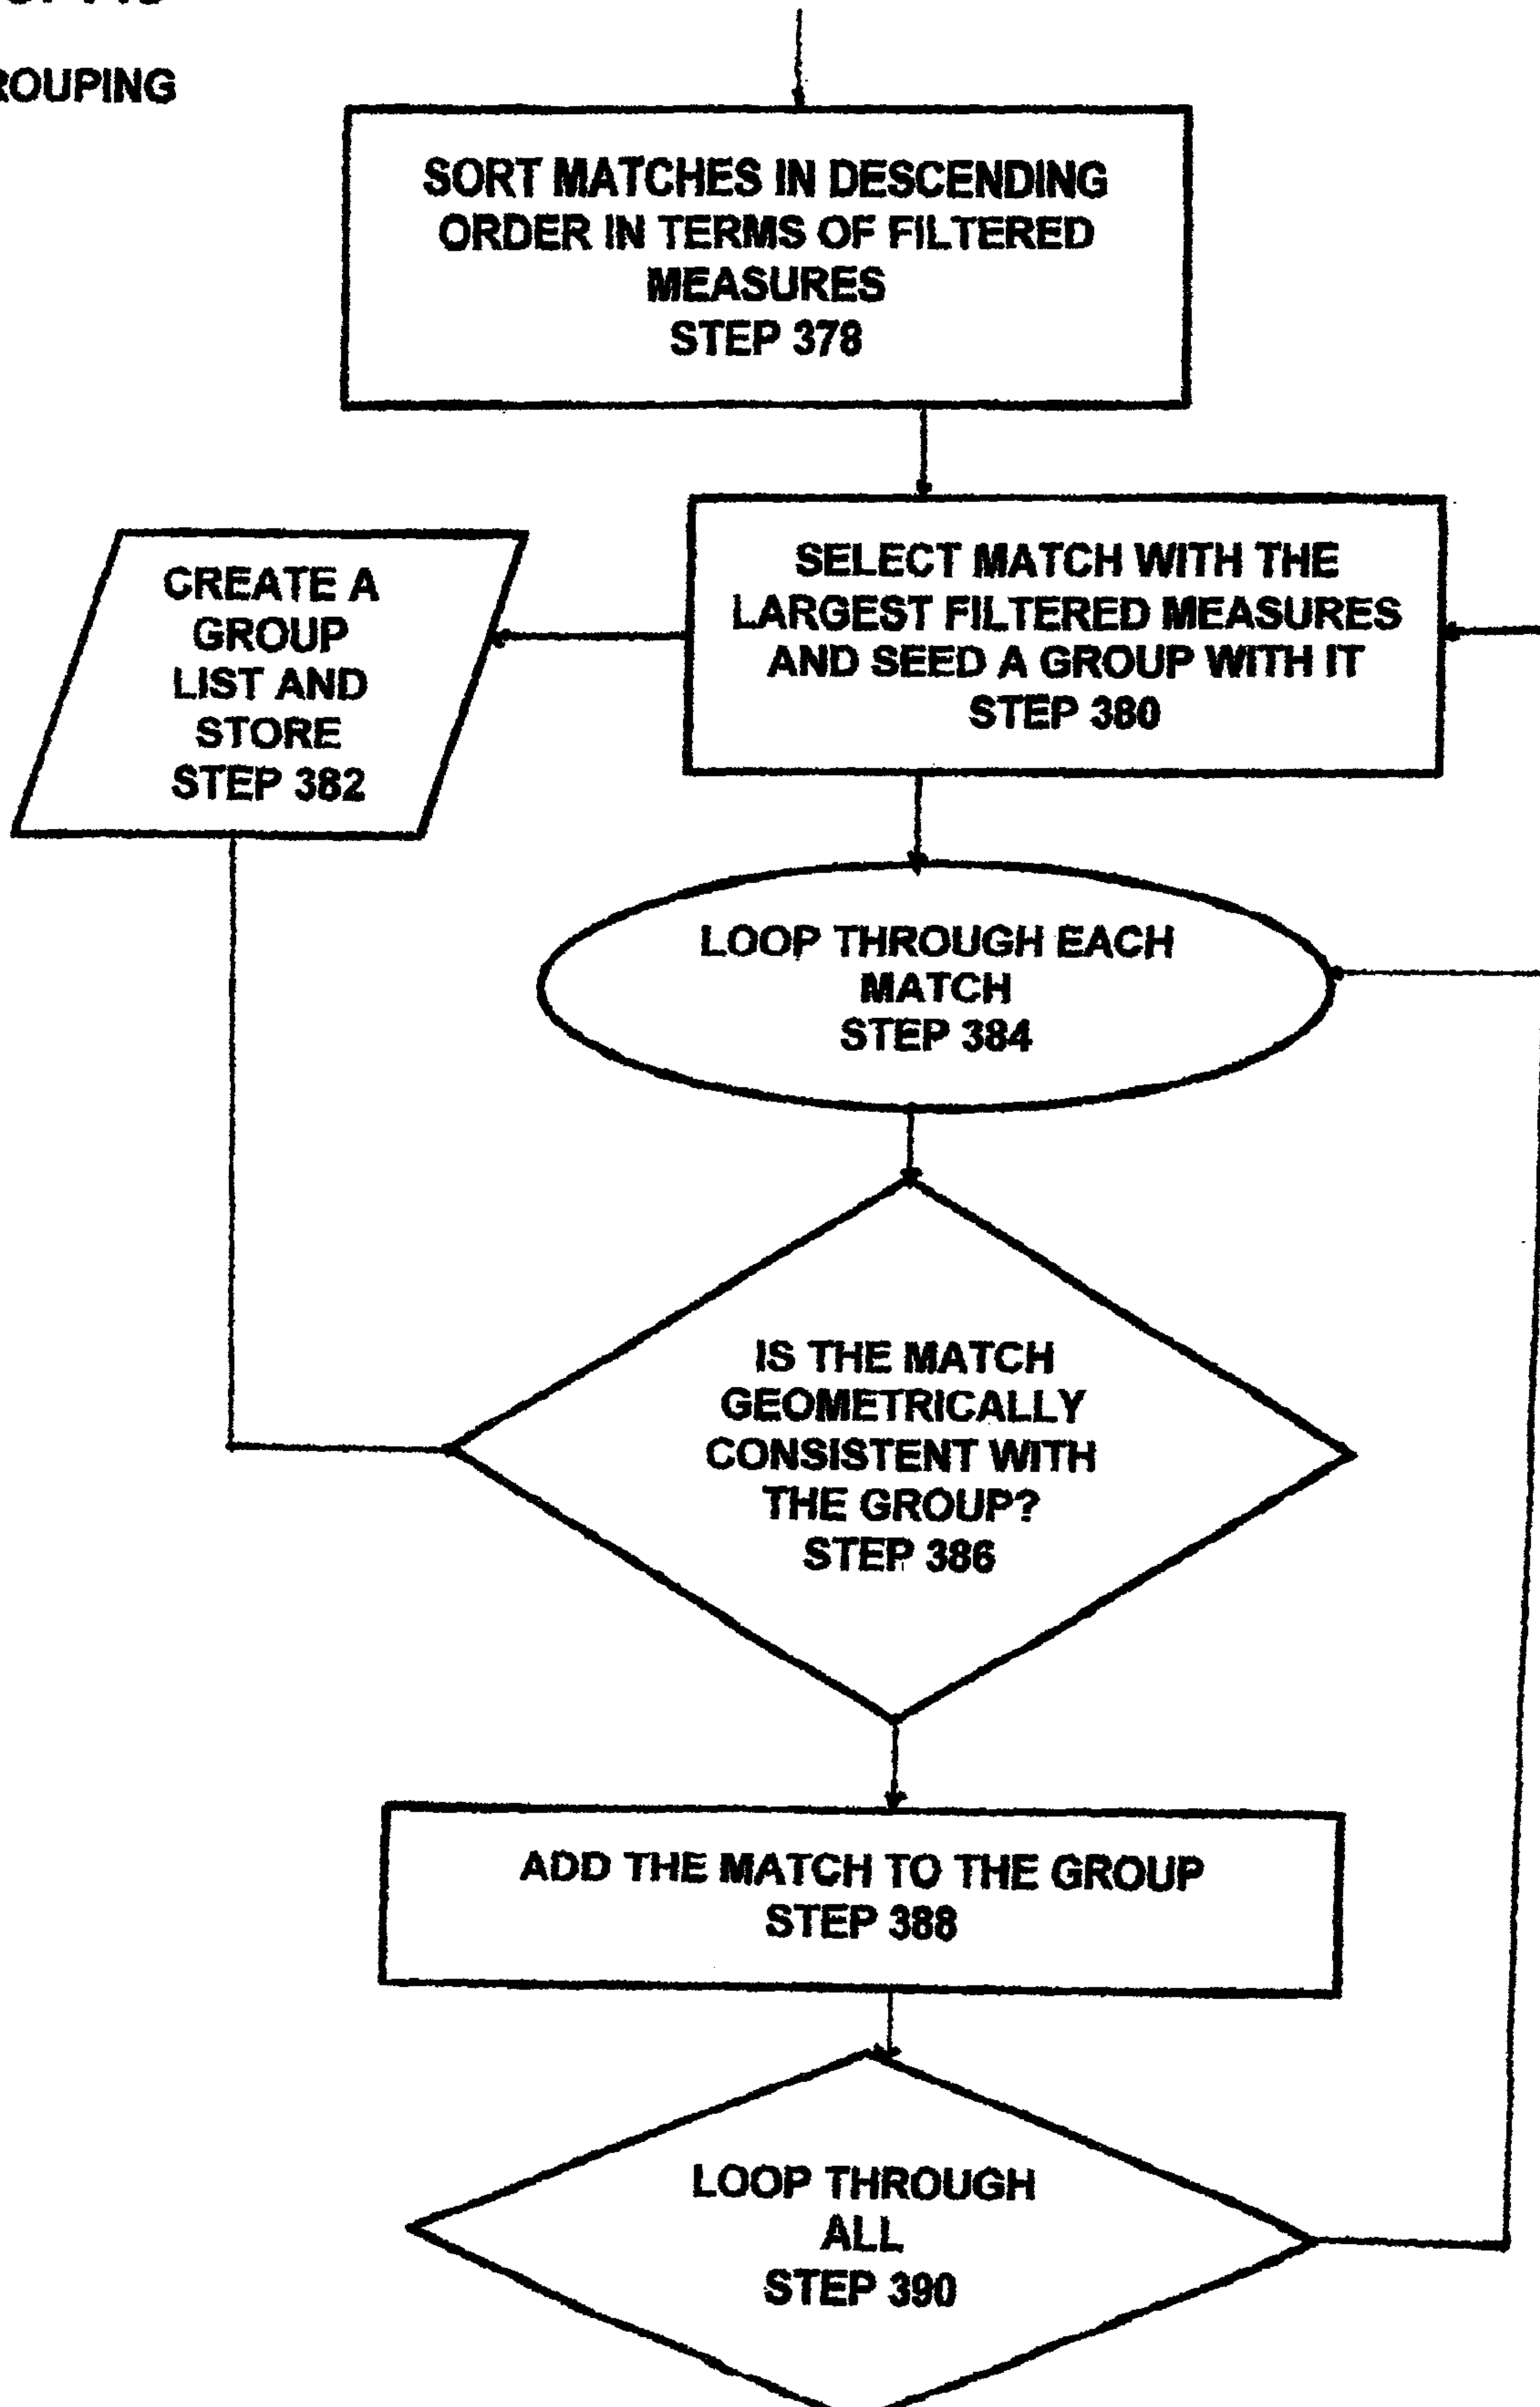 SORT MATCHES IN DESCENDING
ORDER IN TERMS OF FILTERED
MEASURES
STEP 378
SELECT MATCH WITH THE
LARGEST FILTERED MEASURES
AND SEED A GROUP WITH IT
STEP 380
CREATE A
GROUP
LIST AND
STORE
STEP 382
LOOP THROUGH EACH
MATCH
STEP 384
IS THE MATCH
GEOMETRICALLY
CONSISTENT WITH
THE GROUP?
STEP 386
ADD THE MATCH TO THE GROUP
STEP 388
LOOP THROUGH
ALL
STEP 390